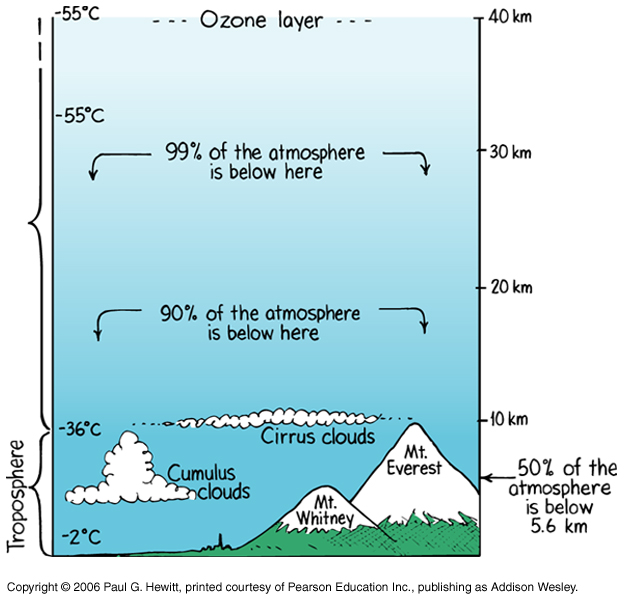 -55°C
--- Ozone layer ---
40 km
-55°C
99% of the atmosphere
is below here
30 km
20 km
90% of the atmosphere
is below here
10 km
-36°C
Cirrus clouds
Mt.
Everest
Cumulus
clouds
Mt.
Whitney
50% of the
atmosphere
is below
5.6 km
Troposphere
-2°C
Copyright © 2006 Paul G. Hewitt, printed courtesy of Pearson Education Inc., publishing as Addison Wesley.